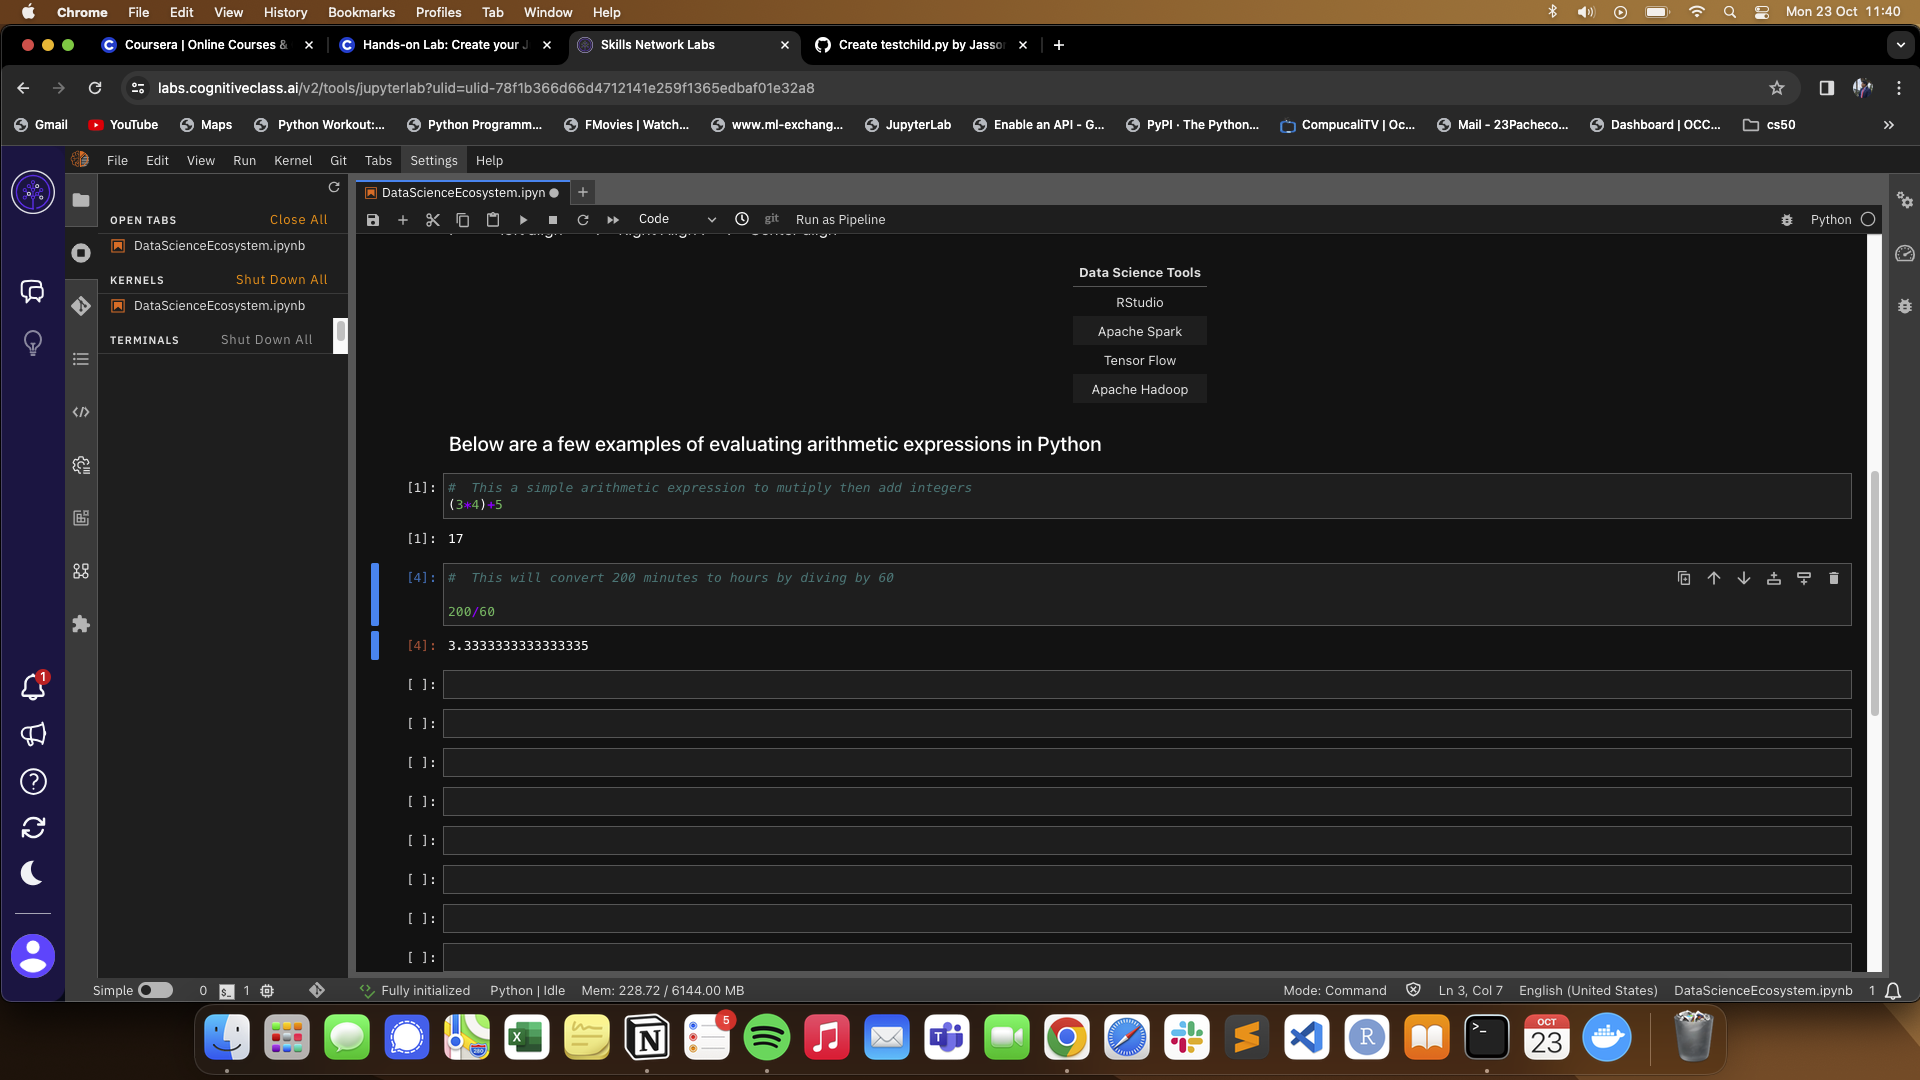 Chrome File Edit View History Bookmarks Profiles Tab Window Help Mon 23 Oct 11:40
Coursera | Online Courses & Hands-on Lab: Create your J Skills Network Labs Create testchild.py by Jasso
labs.cognitiveclass.ai/v2/tools/jupyterlab?ulid=ulid-78f1b366d66d4712141e259f1365edbaf01e32a8
Gmail YouTube Maps Python Workout:... Python Programm... FMovies | Watch... www.ml-exchang... JupyterLab Enable an API - G... PyPI · The Python... CompucaliTV | Oc... Mail - 23Pacheco... Dashboard | OCC... cs50 »
File Edit View Run Kernel Git Tabs Settings Help
OPEN TABS Close All
DataScienceEcosystem.ipynb
KERNELS Shut Down All
DataScienceEcosystem.ipynb
TERMINALS Shut Down All
DataScienceEcosystem.ipyn
Code git Run as Pipeline Python
Data Science Tools
RStudio
Apache Spark
Tensor Flow
Apache Hadoop
Below are a few examples of evaluating arithmetic expressions in Python
[1]: # This a simple arithmetic expression to mutiply then add integers
(3*4)+5
[1]: 17
[4]: # This will convert 200 minutes to hours by diving by 60
200/60
[4]: 3.3333333333333335
[ ]:
[ ]:
[ ]:
[ ]:
[ ]:
[ ]:
[ ]:
[ ]:
1
Simple 0 $_ 1 Fully initialized Python | Idle Mem: 228.72 / 6144.00 MB Mode: Command Ln 3, Col 7 English (United States) DataScienceEcosystem.ipynb 1
5
OCT
23